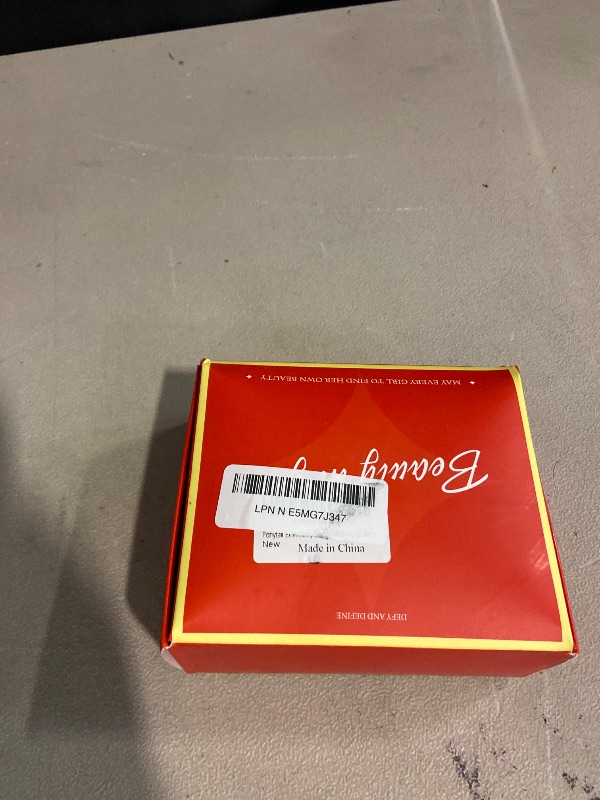 MAY EVERY GIRL TO FIND HER OWN BEAUTY
Beauty
DEFY AND DEFINE
LPN N E5MG7J347
New
Made in China